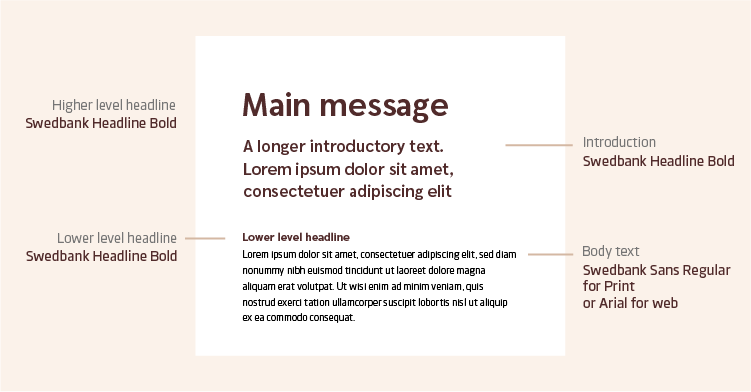 Higher level headline
Swedbank Headline Bold
Main message
A longer introductory text.
Lorem ipsum dolor sit amet,
consectetuer adipiscing elit
Introduction
Swedbank Headline Bold
Lower level headline
Swedbank Headline Bold
Lower level headline
Lorem ipsum dolor sit amet, consectetuer adipiscing elit, sed diam
nonummy nibh euismod tincidunt ut laoreet dolore magna
aliquam erat volutpat. Ut wisi enim ad minim veniam, quis
nostrud exerci tation ullamcorper suscipit lobortis nisl ut aliquip
ex ea commodo consequat.
Body text
Swedbank Sans Regular
for Print
or Arial for web